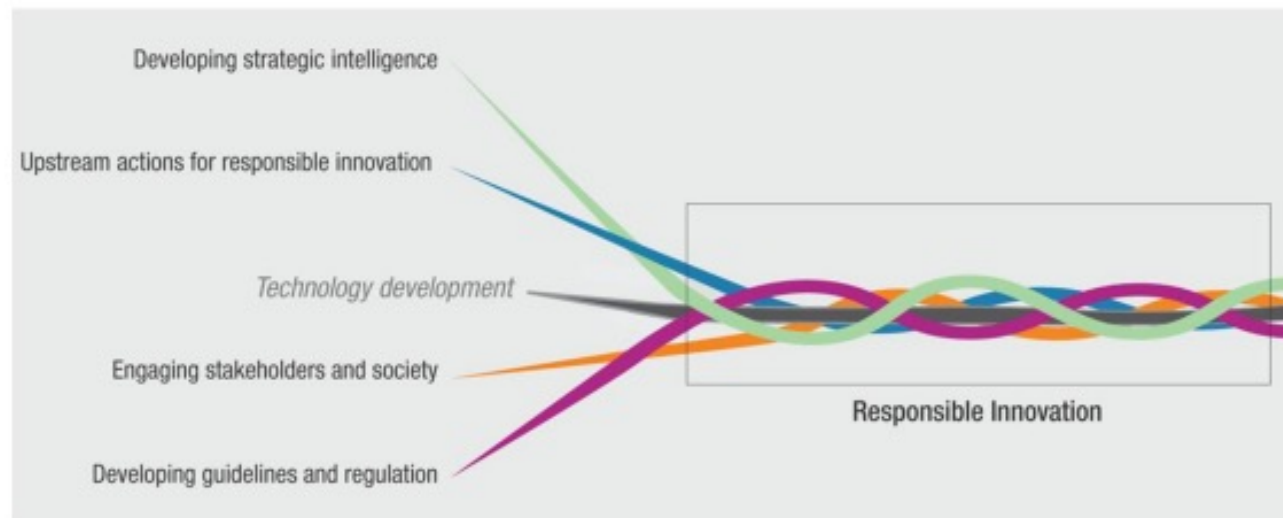 Developing strategic intelligence
Upstream actions for responsible innovation
Technology development
Engaging stakeholders and society
Responsible Innovation
Developing guidelines and regulation